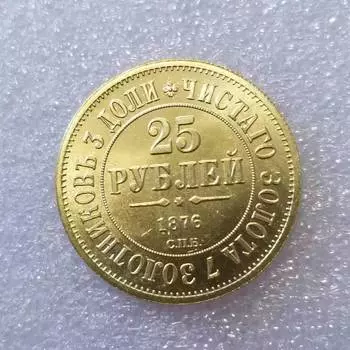 ЧИСТАГО ЗОЛОТА 7 ЗОЛОТНИКОВЪ 3 ДОЛИ
25
РУБЛЕЙ
1876
С.П.Б.